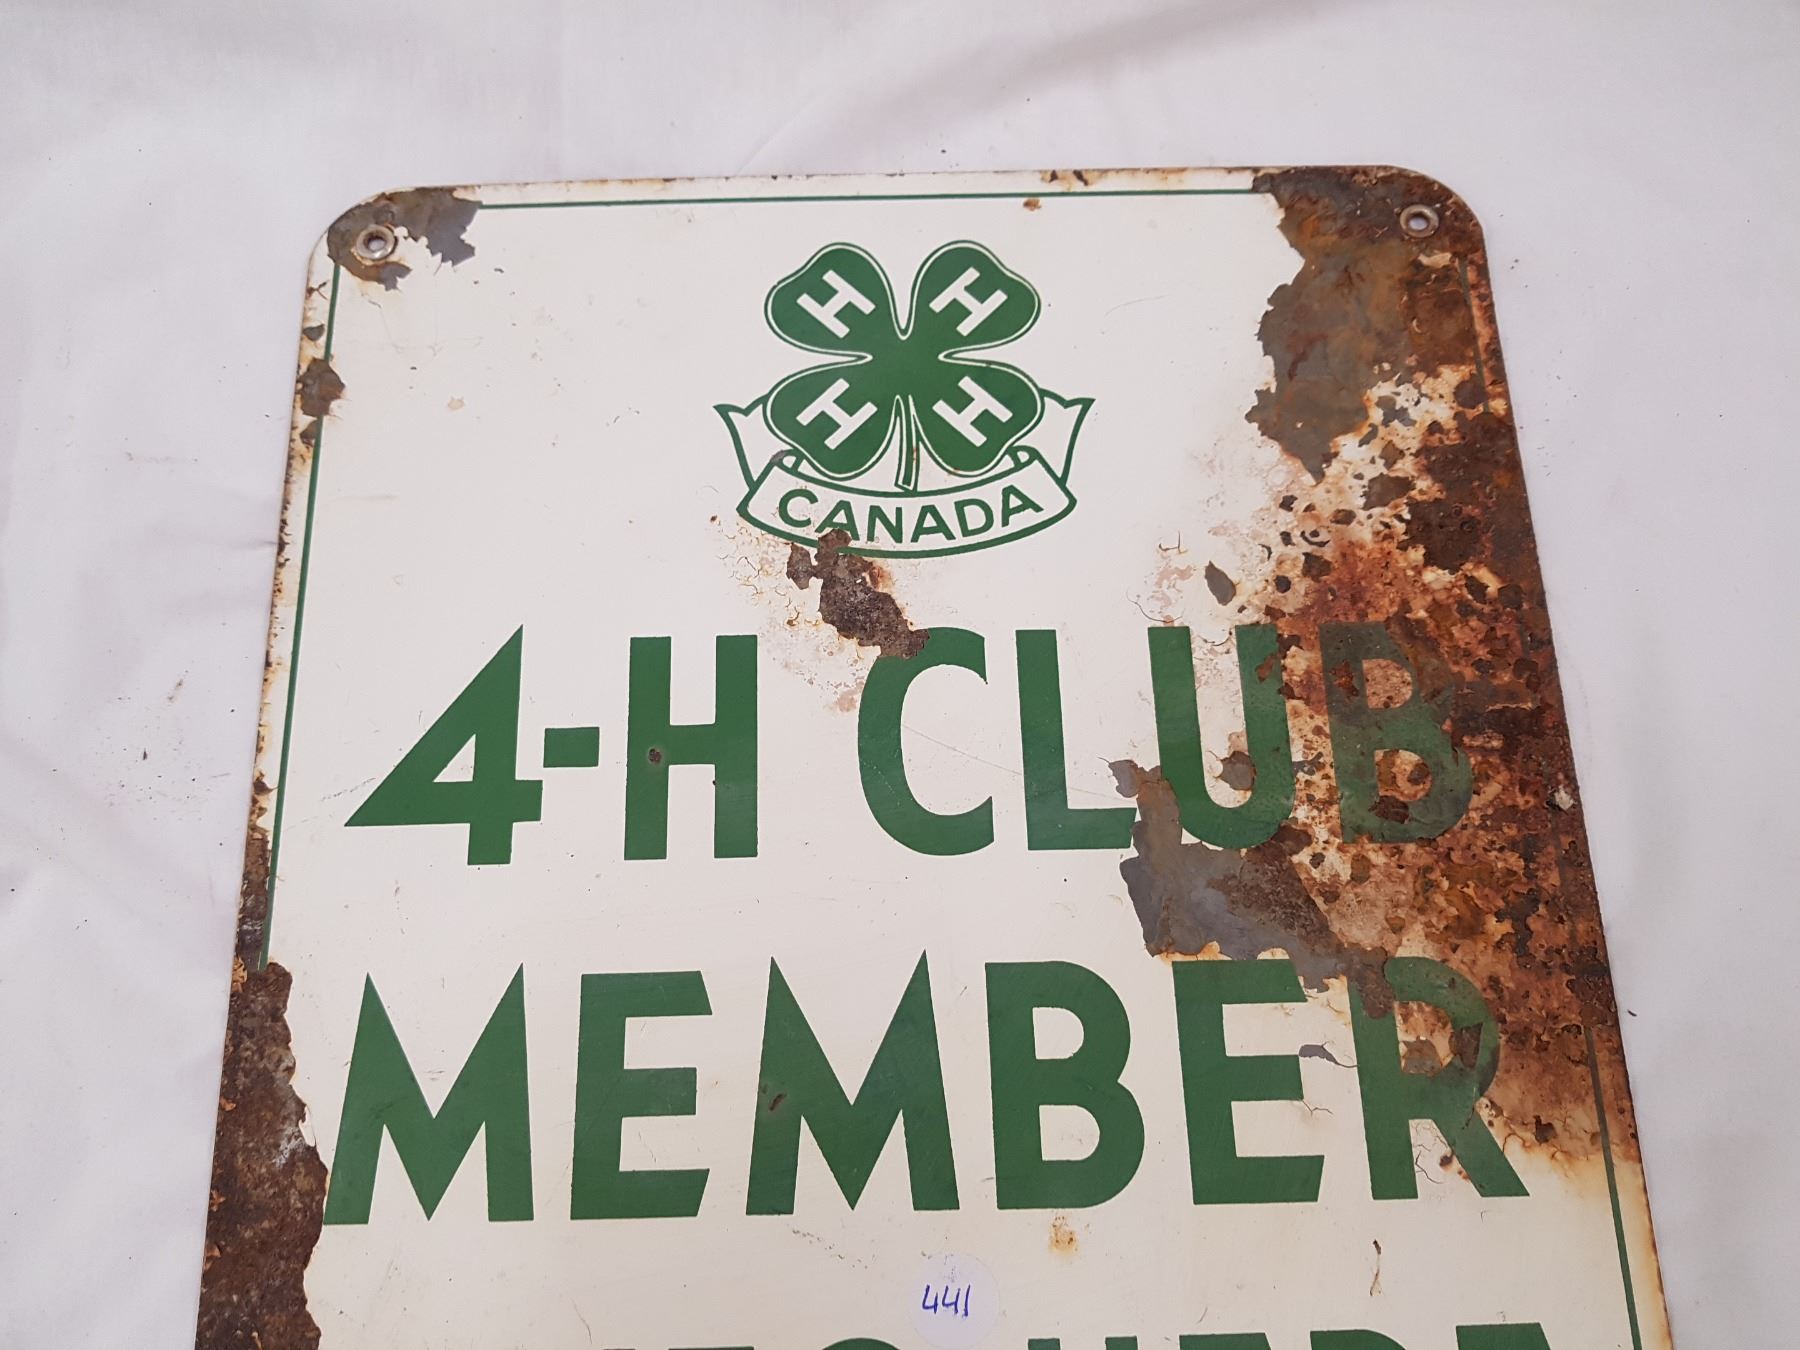 H H
H H
CANADA
4-H CLUB
MEMBER
441